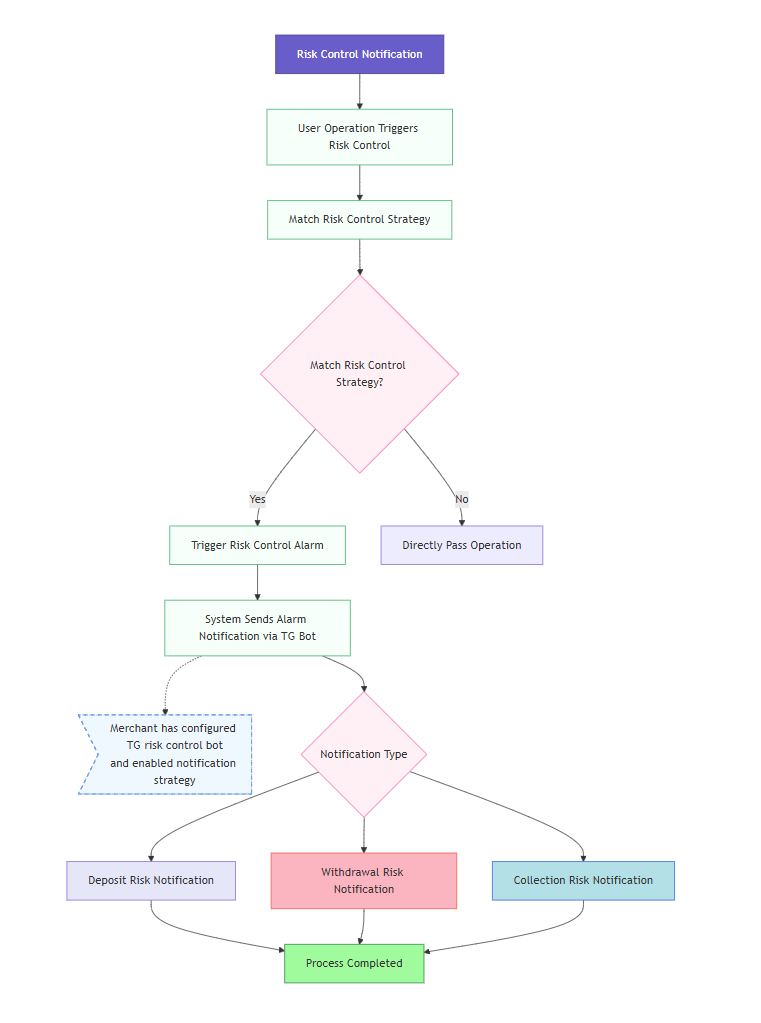 Risk Control Notification
User Operation Triggers
Risk Control
Match Risk Control Strategy
Match Risk Control
Strategy?
Yes
No
Trigger Risk Control Alarm
Directly Pass Operation
System Sends Alarm
Notification via TG Bot
Merchant has configured
TG risk control bot
and enabled notification
strategy
Notification Type
Deposit Risk Notification
Withdrawal Risk
Notification
Collection Risk Notification
Process Completed